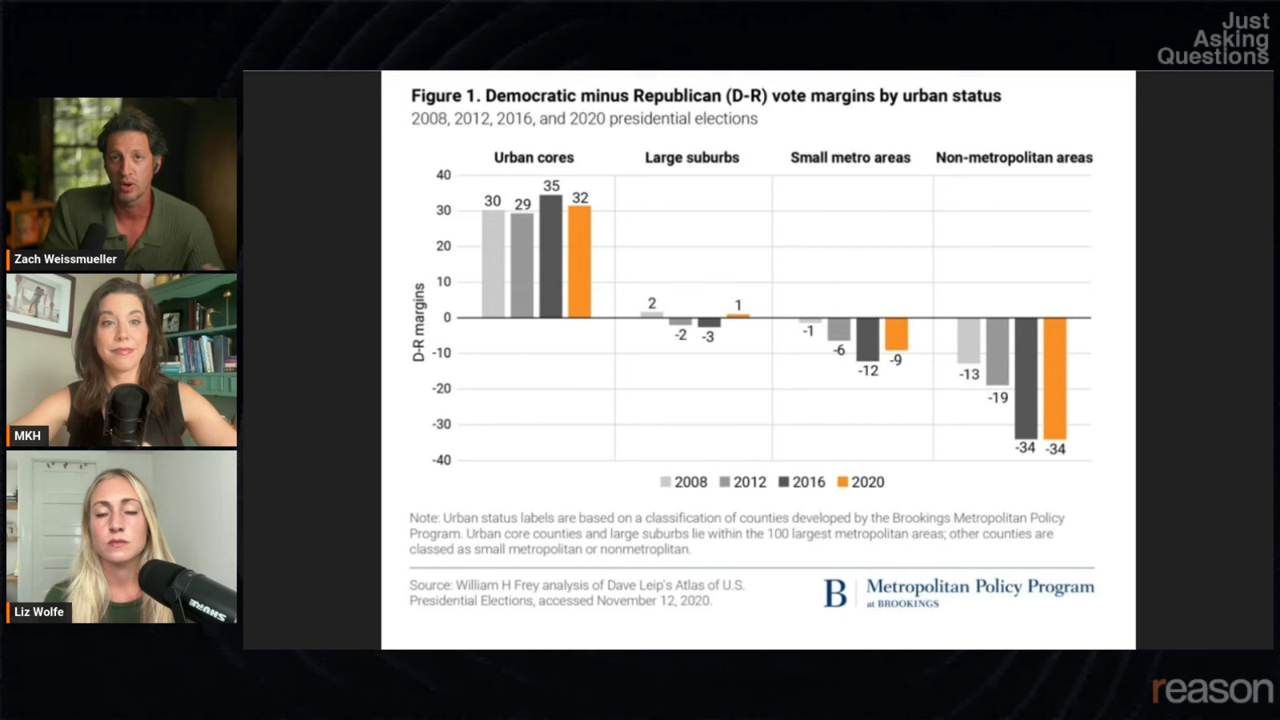 Just
Asking
Questions
Figure 1. Democratic minus Republican (D-R) vote margins by urban status
2008, 2012, 2016, and 2020 presidential elections
Urban cores
Large suburbs
Small metro areas
Non-metropolitan areas
D-R margins
40
30
20
10
0
-10
-20
-30
-40
30
29
35
32
2
-2
-3
1
-1
-6
-12
-9
-13
-19
-34
-34
2008 2012 2016 2020
Note: Urban status labels are based on a classification of counties developed by the Brookings Metropolitan Policy
Program. Urban core counties and large suburbs lie within the 100 largest metropolitan areas; other counties are
classed as small metropolitan or nonmetroplitan.
Source: William H Frey analysis of Dave Leip's Atlas of U.S.
Presidential Elections, accessed November 12, 2020.
B Metropolitan Policy Program
at BROOKINGS
Zach Weissmueller
MKH
Liz Wolfe
SHURE
reason